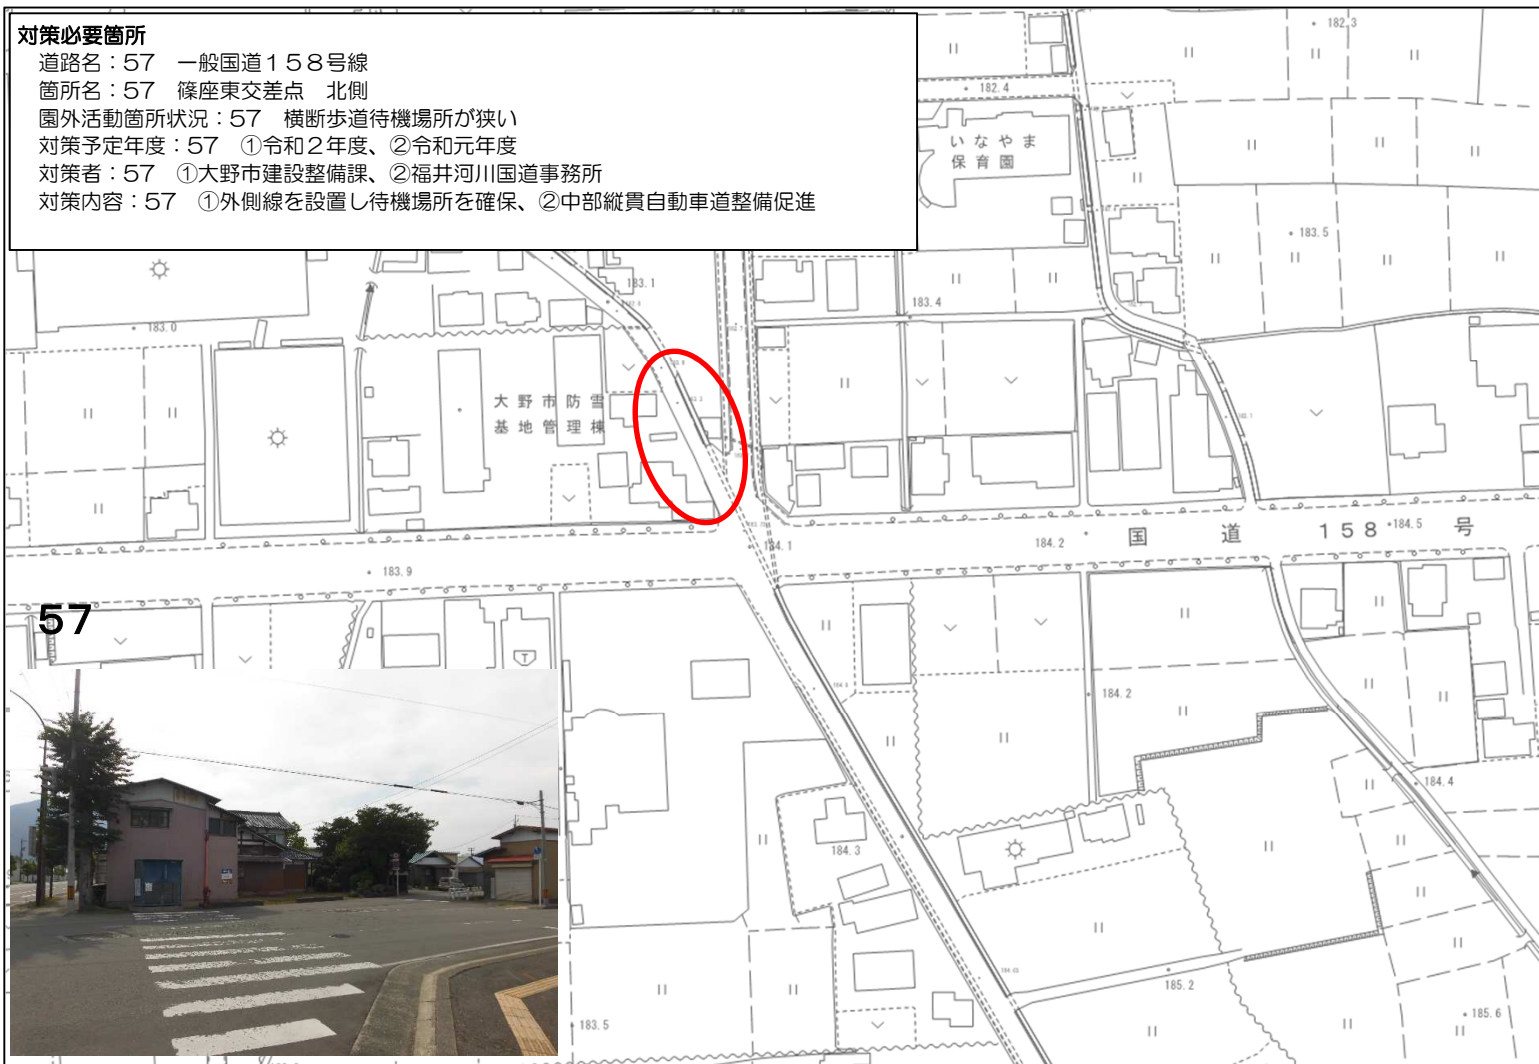 対策必要箇所
道路名：57　一般国道１５８号線
箇所名：57　篠座東交差点　北側
園外活動箇所状況：57　横断歩道待機場所が狭い
対策予定年度：57　①令和２年度、②令和元年度
対策者：57　①大野市建設整備課、②福井河川国道事務所
対策内容：57　①外側線を設置し待機場所を確保、②中部縦貫自動車道整備促進
182.3
182.4
いなやま
保育園
183.5
183.1
183.4
183.0
大野市防雪
基地管理棟
184.1
184.2
国道158号
184.5
183.9
57
T
184.2
184.4
184.3
185.2
183.5
185.6